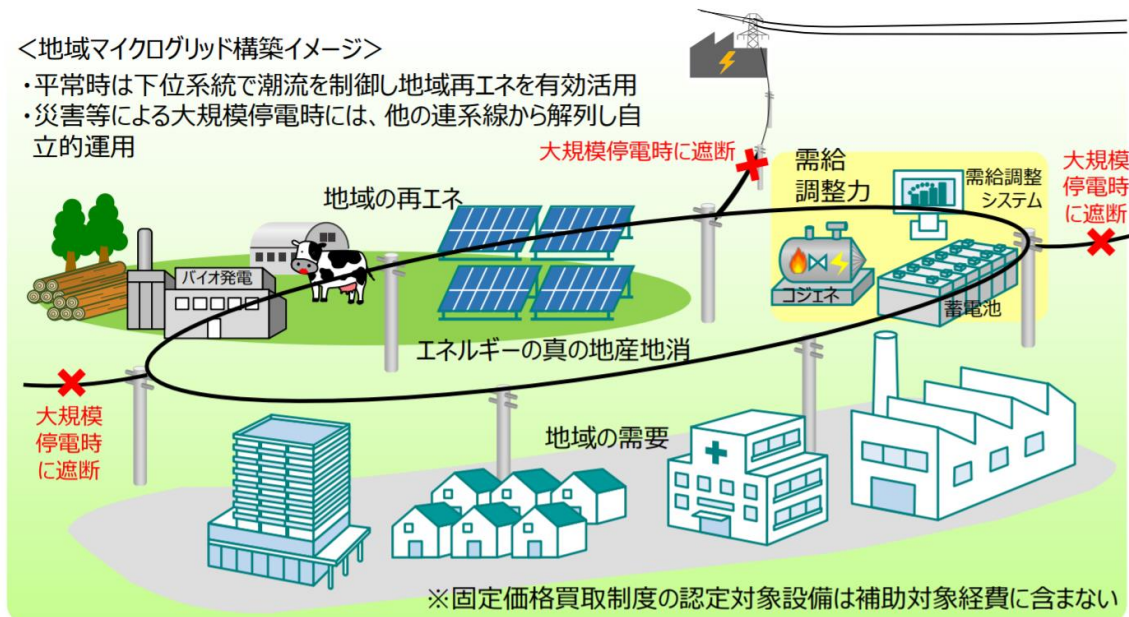 ＜地域マイクログリッド構築イメージ＞
・平常時は下位系統で潮流を制御し地域再エネを有効活用
・災害等による大規模停電時には、他の連系線から解列し自
立的運用
大規模停電時に遮断
需給
調整力
需給調整
システム
大規模
停電時
に遮断
地域の再エネ
バイオ発電
コジェネ
蓄電池
エネルギーの真の地産地消
大規模
停電時
に遮断
地域の需要
※固定価格買取制度の認定対象設備は補助対象経費に含まない